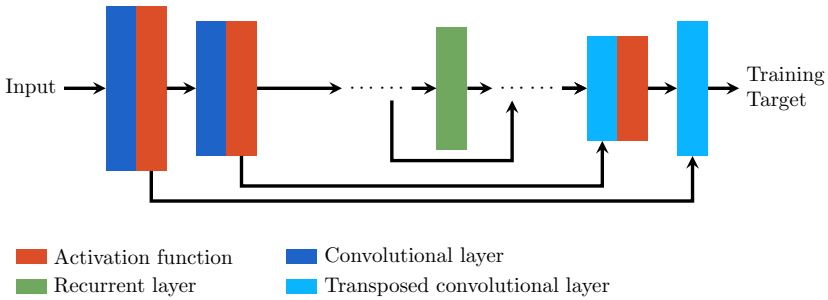 Input
Training
Target
Activation function
Convolutional layer
Recurrent layer
Transposed convolutional layer